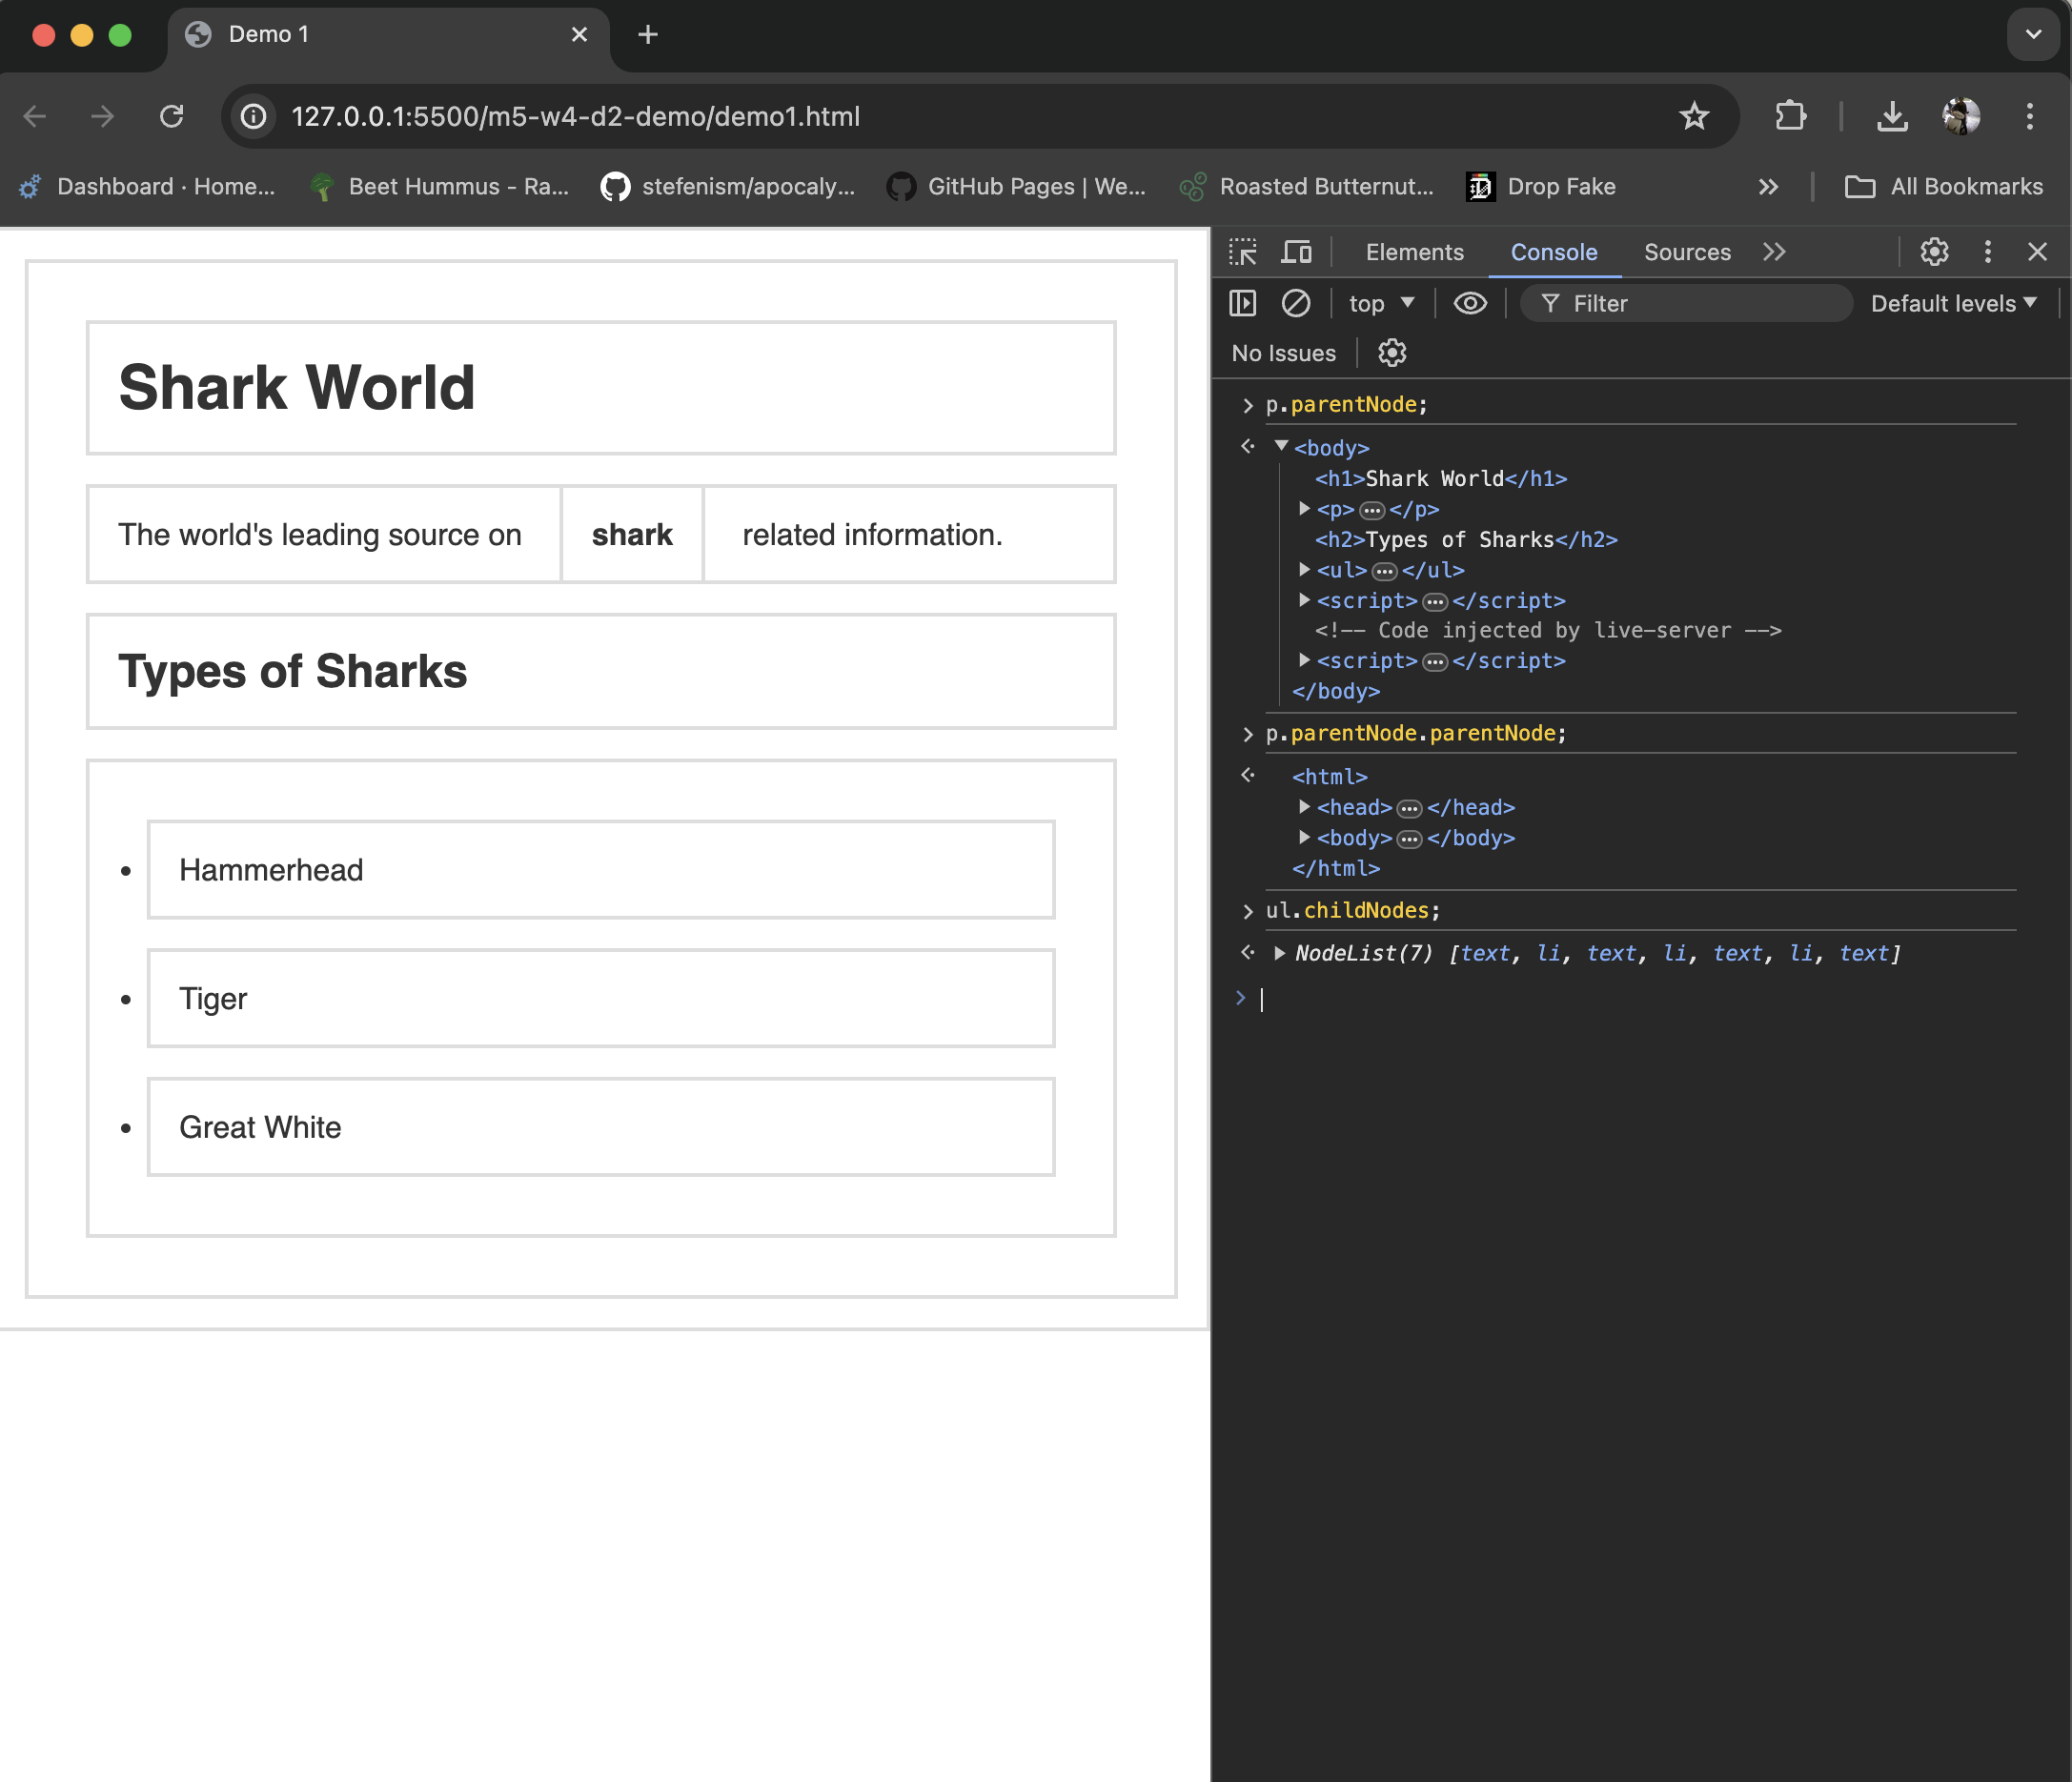 Demo 1
127.0.0.1:5500/m5-w4-d2-demo/demo1.html
Dashboard · Home...
Beet Hummus - Ra...
stefenism/apocaly...
GitHub Pages | We...
Roasted Butternut...
Drop Fake
All Bookmarks
Shark World
The world's leading source on shark related information.
Types of Sharks
• Hammerhead
• Tiger
• Great White
Elements Console Sources
top Filter Default levels
No Issues
p.parentNode;
<body>
<h1>Shark World</h1>
<p>…</p>
<h2>Types of Sharks</h2>
<ul>…</ul>
<script>…</script>
<!-- Code injected by live-server -->
<script>…</script>
</body>
p.parentNode.parentNode;
<html>
<head>…</head>
<body>…</body>
</html>
ul.childNodes;
NodeList(7) [text, li, text, li, text, li, text]